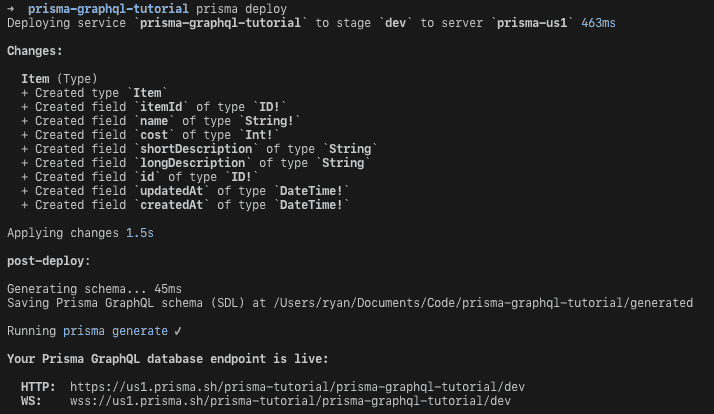 → prisma-graphql-tutorial prisma deploy
Deploying service `prisma-graphql-tutorial` to stage `dev` to server `prisma-us1` 463ms
Changes:
Item (Type)
+ Created type `Item`
+ Created field `itemId` of type `ID!`
+ Created field `name` of type `String!`
+ Created field `cost` of type `Int!`
+ Created field `shortDescription` of type `String`
+ Created field `longDescription` of type `String`
+ Created field `id` of type `ID!`
+ Created field `updatedAt` of type `DateTime!`
+ Created field `createdAt` of type `DateTime!`
Applying changes 1.5s
post-deploy:
Generating schema... 45ms
Saving Prisma GraphQL schema (SDL) at /Users/ryan/Documents/Code/prisma-graphql-tutorial/generated
Running prisma generate ✓
Your Prisma GraphQL database endpoint is live:
HTTP: https://us1.prisma.sh/prisma-tutorial/prisma-graphql-tutorial/dev
WS: wss://us1.prisma.sh/prisma-tutorial/prisma-graphql-tutorial/dev